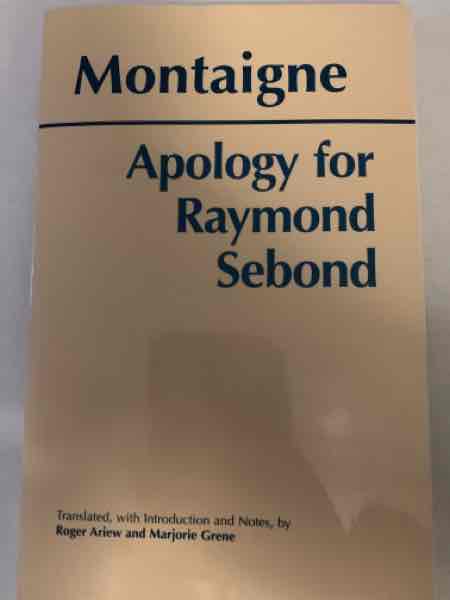 Montaigne
Apology for
Raymond
Sebond
Translated, with Introduction and Notes, by
Roger Ariew and Marjorie Grene